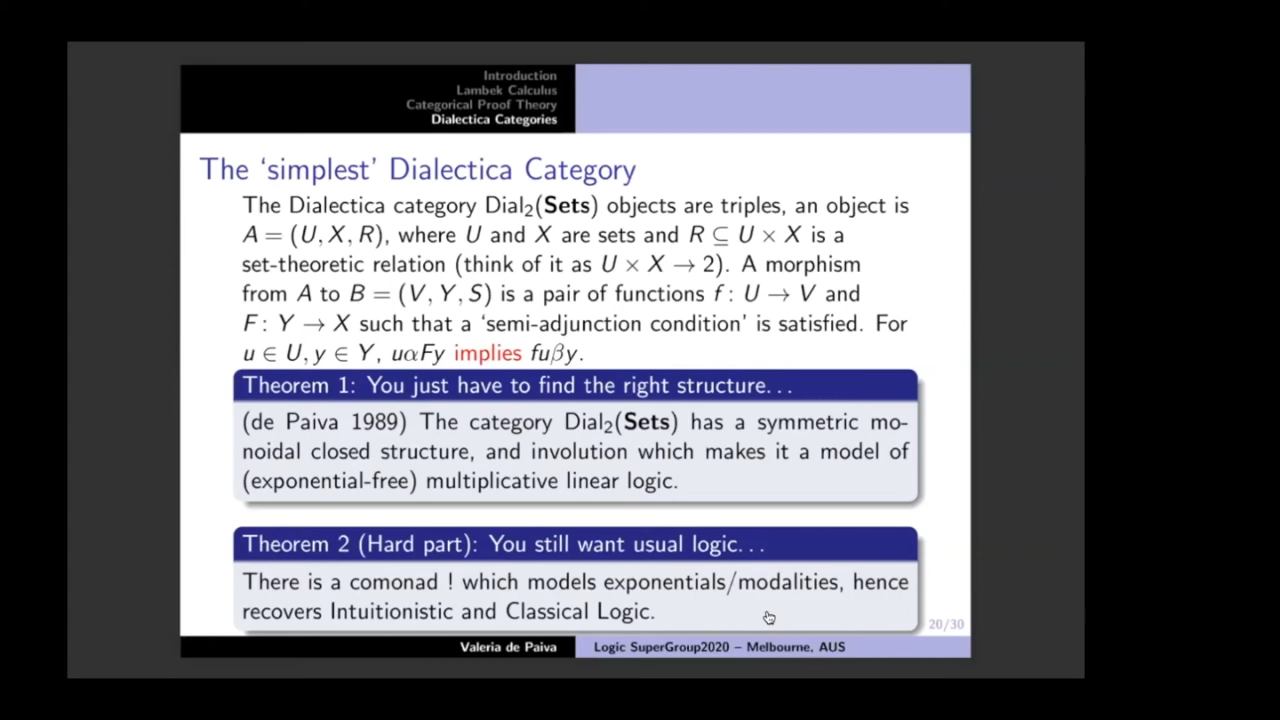 Introduction
Lambek Calculus
Categorical Proof Theory
Dialectica Categories
The ‘simplest’ Dialectica Category
The Dialectica category Dial₂(Sets) objects are triples, an object is
A = (U, X, R), where U and X are sets and R ⊆ U × X is a
set-theoretic relation (think of it as U × X → 2). A morphism
from A to B = (V, Y, S) is a pair of functions f : U → V and
F : Y → X such that a ‘semi-adjunction condition’ is satisfied. For
u ∈ U, y ∈ Y, uαFy implies fuβy.
Theorem 1: You just have to find the right structure. . .
(de Paiva 1989) The category Dial₂(Sets) has a symmetric mo-
noidal closed structure, and involution which makes it a model of
(exponential-free) multiplicative linear logic.
Theorem 2 (Hard part): You still want usual logic. . .
There is a comonad ! which models exponentials/modalities, hence
recovers Intuitionistic and Classical Logic.
20/30
Valeria de Paiva
Logic SuperGroup2020 – Melbourne, AUS